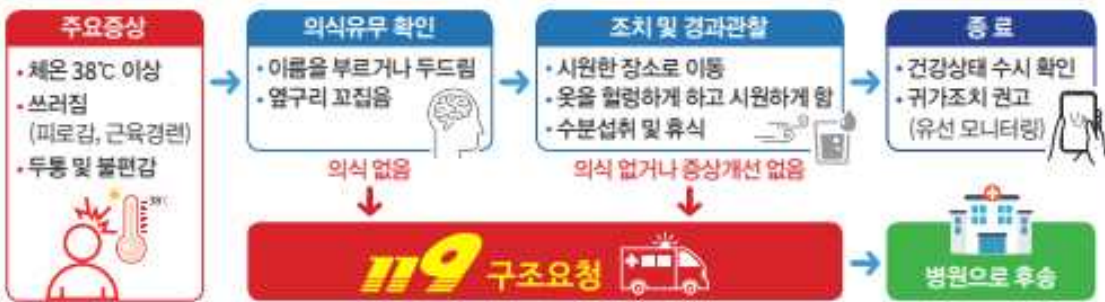 주요증상
• 체온 38℃ 이상
• 쓰러짐
(피로감, 근육경련)
• 두통 및 불편감
38℃
의식유무 확인
• 이름을 부르거나 두드림
• 옆구리 꼬집음
의식 없음
조치 및 경과관찰
• 시원한 장소로 이동
• 옷을 헐렁하게 하고 시원하게 함
• 수분섭취 및 휴식
의식 없거나 증상개선 없음
종 료
• 건강상태 수시 확인
• 귀가조치 권고
(유선 모니터링)
119 구조요청
병원으로 후송